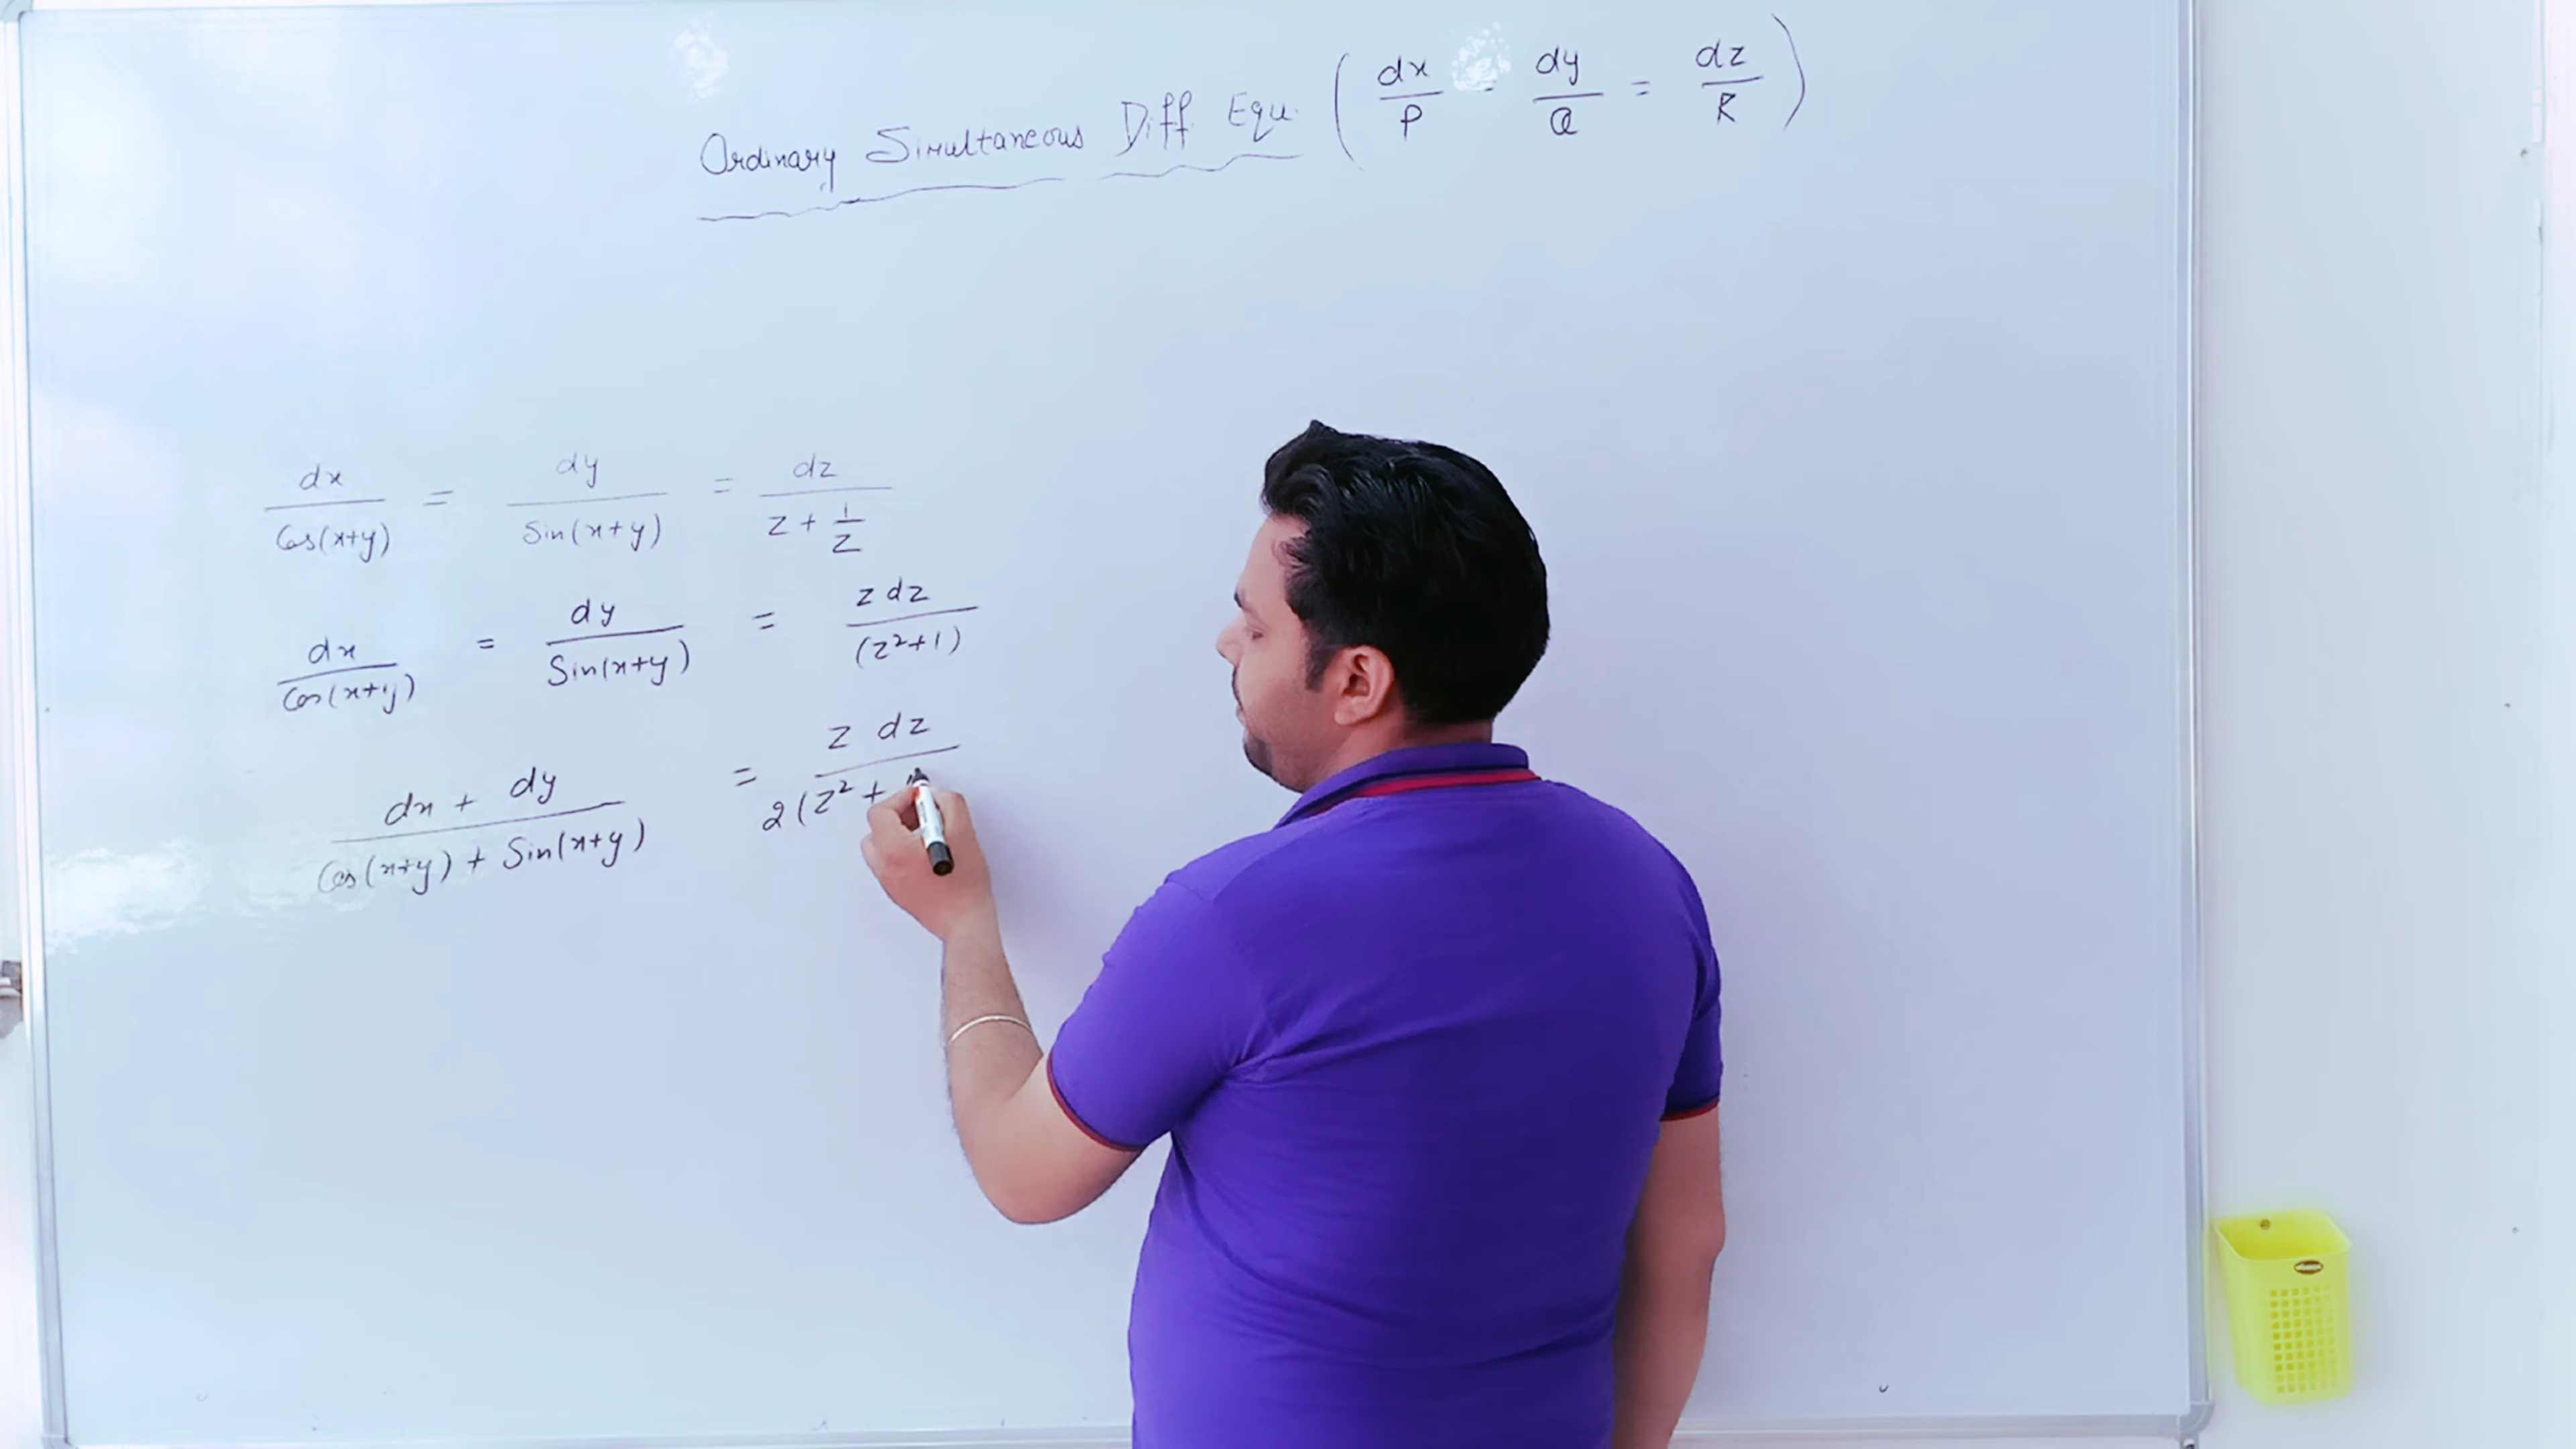 Ordinary Simultaneous Diff. Equ. ( dx/P = dy/Q = dz/R )
dx/Cos(x+y) = dy/Sin(x+y) = dz/(z + 1/z)
dx/Cos(x+y) = dy/Sin(x+y) = z dz/(z²+1)
dx + dy/Cos(x+y) + Sin(x+y) = z dz/2(z² +